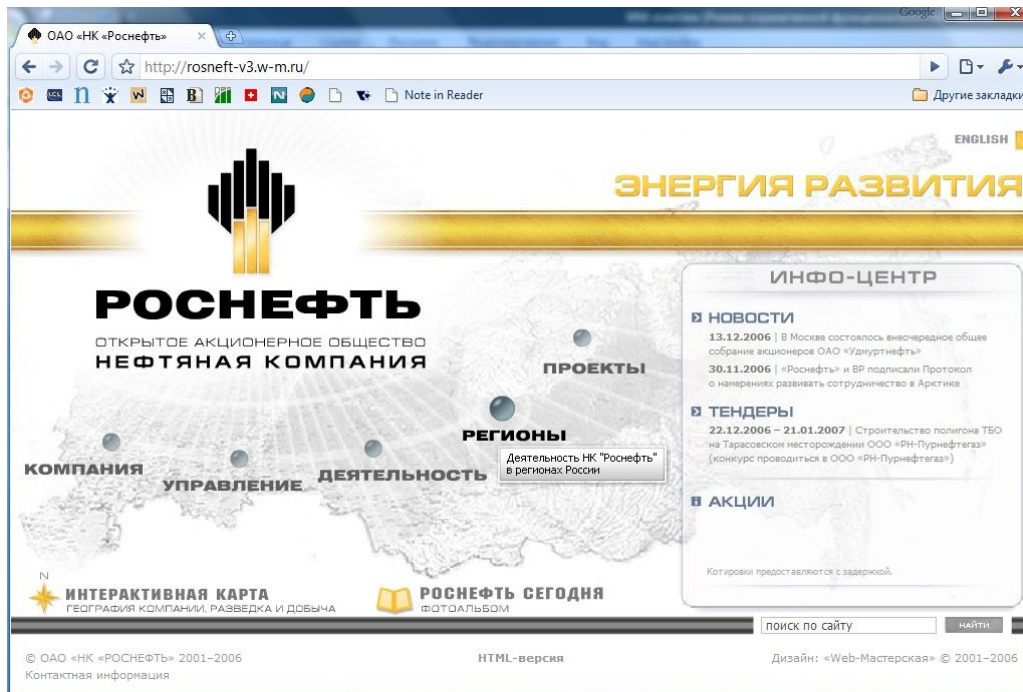 Google
ОАО «НК «Роснефть»
http://rosneft-v3.w-m.ru/
Note in Reader
Другие закладки
ENGLISH
ЭНЕРГИЯ РАЗВИТИЯ
РОСНЕФТЬ
ОТКРЫТОЕ АКЦИОНЕРНОЕ ОБЩЕСТВО
НЕФТЯНАЯ КОМПАНИЯ
ПРОЕКТЫ
РЕГИОНЫ
Деятельность НК "Роснефть"
в регионах России
КОМПАНИЯ
УПРАВЛЕНИЕ
ДЕЯТЕЛЬНОСТЬ
ИНФО-ЦЕНТР
НОВОСТИ
13.12.2006 | В Москве состоялось внеочередное общее
собрание акционеров ОАО «Удмуртнефть»
30.11.2006 | «Роснефть» и BP подписали Протокол
о намерениях развивать сотрудничество в Арктике
ТЕНДЕРЫ
22.12.2006 – 21.01.2007 | Строительство полигона ТБО
на Тарасовском месторождении ООО «РН-Пурнефтегаз»
(конкурс проводиться в ООО «РН-Пурнефтегаз»)
АКЦИИ
Котировки предоставляются с задержкой.
N
ИНТЕРАКТИВНАЯ КАРТА
ГЕОГРАФИЯ КОМПАНИИ, РАЗВЕДКА И ДОБЫЧА
РОСНЕФТЬ СЕГОДНЯ
ФОТОАЛЬБОМ
поиск по сайту
НАЙТИ
© ОАО «НК «РОСНЕФТЬ» 2001–2006
HTML-версия
Дизайн: «Web-Мастерская» © 2001–2006
Контактная информация